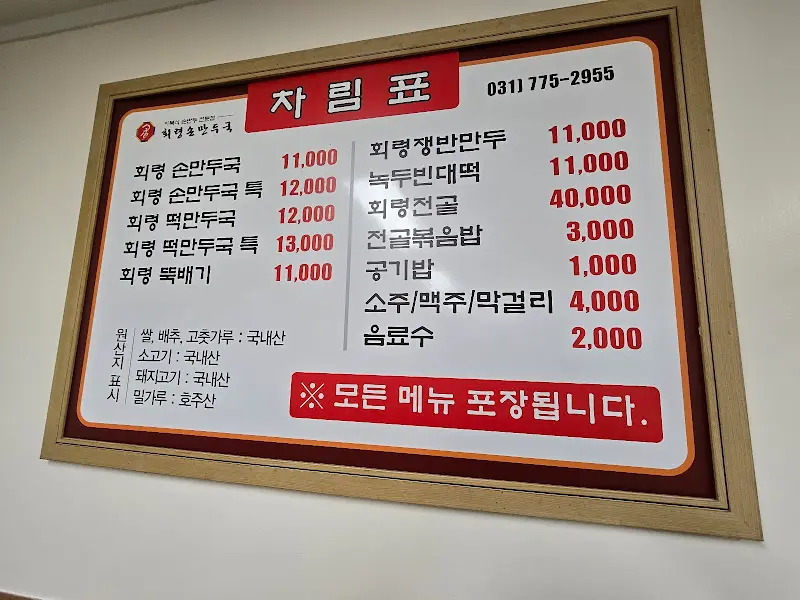 차림표
031) 775-2955
회령손만두국
회령 손만두국 11,000
회령 손만두국 특 12,000
회령 떡만두국 12,000
회령 떡만두국 특 13,000
회령 뚝배기 11,000
회령쟁반만두 11,000
녹두빈대떡 11,000
회령전골 40,000
전골볶음밥 3,000
공기밥 1,000
소주/맥주/막걸리 4,000
음료수 2,000
원산지 표시
쌀, 배추, 고춧가루 : 국내산
소고기 : 국내산
돼지고기 : 국내산
밀가루 : 호주산
※ 모든 메뉴 포장됩니다.